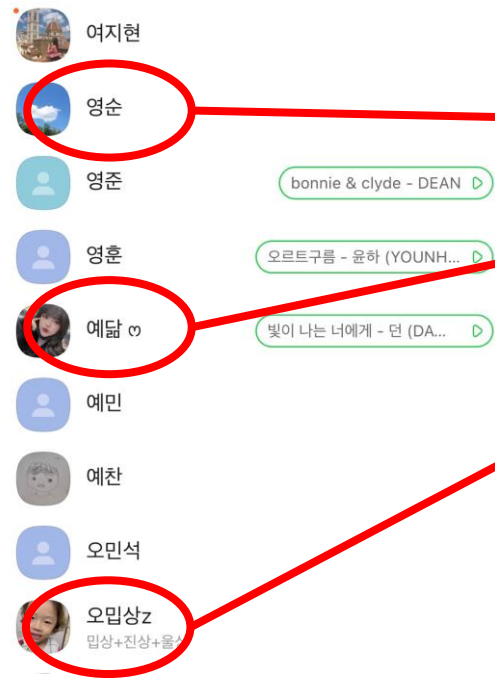 여지현
영순
영준
bonnie & clyde - DEAN
영훈
오르트구름 - 윤하 (YOUNH...
예닮 ღ
빛이 나는 너에게 - 던 (DA...
예민
예찬
오민석
오밉상z
밉상+진상+울상